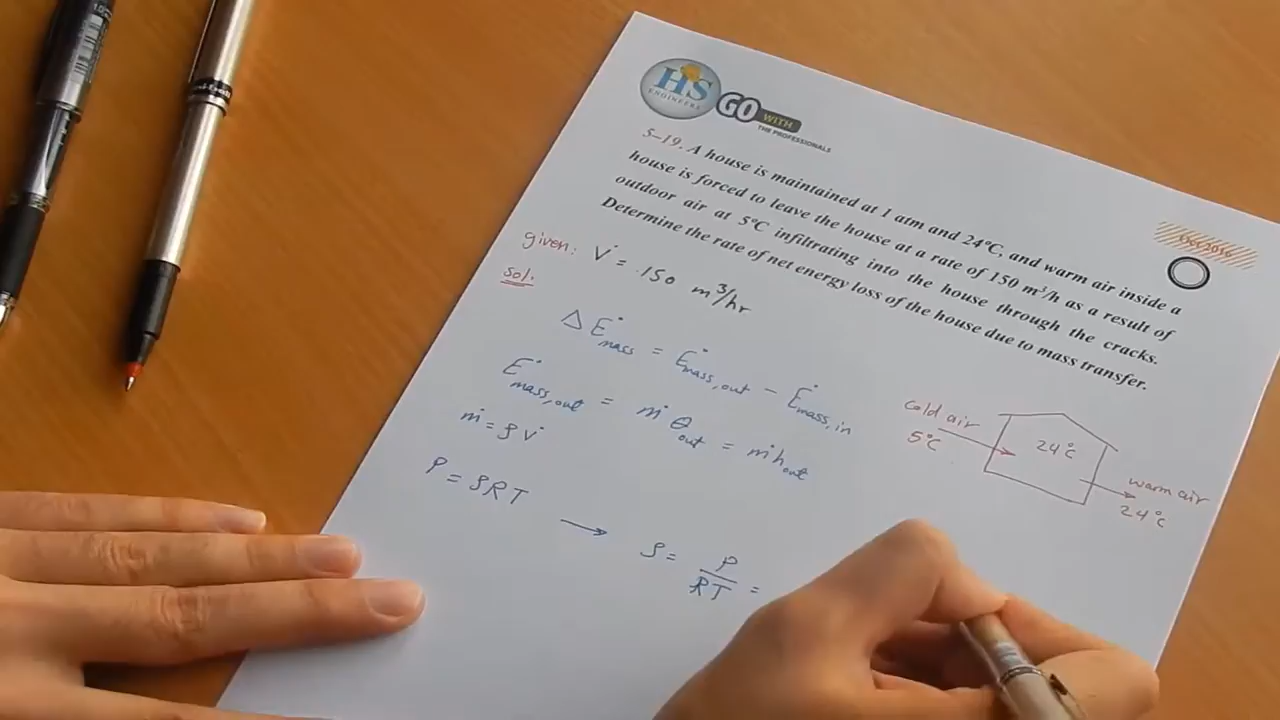 HS
ENGINEERS
GO WITH
THE PROFESSIONALS
Oct 2016
5-19. A house is maintained at 1 atm and 24°C, and warm air inside a
house is forced to leave the house at a rate of 150 m³/h as a result of
outdoor air at 5°C infiltrating into the house through the cracks.
Determine the rate of net energy loss of the house due to mass transfer.
given: V̇ = 150 m³/hr
sol.
ΔĖmass = Ėmass,out - Ėmass,in
Ėmass,out = ṁ θout = ṁhout
ṁ = ρV̇
P = ρRT
→ ρ = P/RT =
cold air
5°C
24°C
warm air
24°C